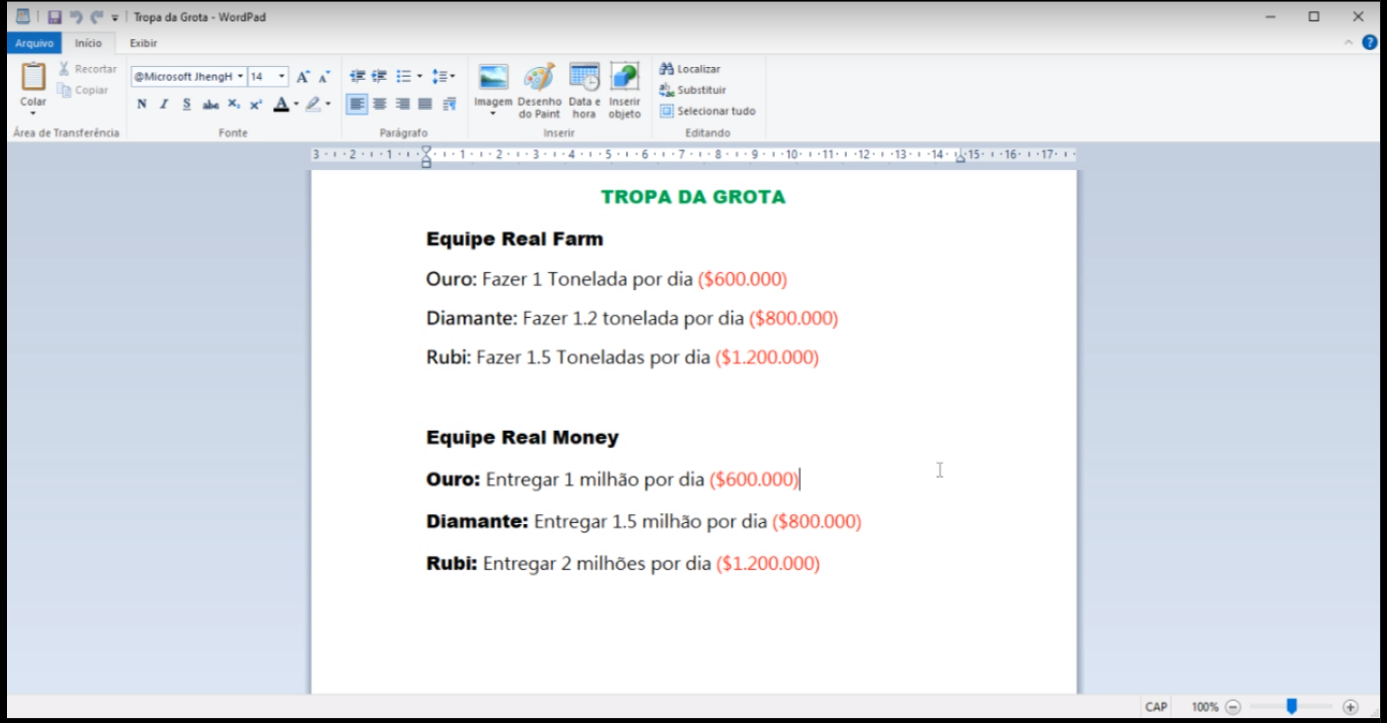 Tropa da Grota - WordPad
Arquivo Início Exibir
Colar
Recortar
Copiar
Área de Transferência
@Microsoft JhengH 14
N I S abc X₂ X² A
Fonte
Parágrafo
Imagem
Desenho do Paint
Data e hora
Inserir objeto
Inserir
Localizar
Substituir
Selecionar tudo
Editando
3 2 1 1 2 3 4 5 6 7 8 9 10 11 12 13 14 15 16 17
TROPA DA GROTA
Equipe Real Farm
Ouro: Fazer 1 Tonelada por dia ($600.000)
Diamante: Fazer 1.2 tonelada por dia ($800.000)
Rubi: Fazer 1.5 Toneladas por dia ($1.200.000)
Equipe Real Money
Ouro: Entregar 1 milhão por dia ($600.000)
Diamante: Entregar 1.5 milhão por dia ($800.000)
Rubi: Entregar 2 milhões por dia ($1.200.000)
CAP 100%